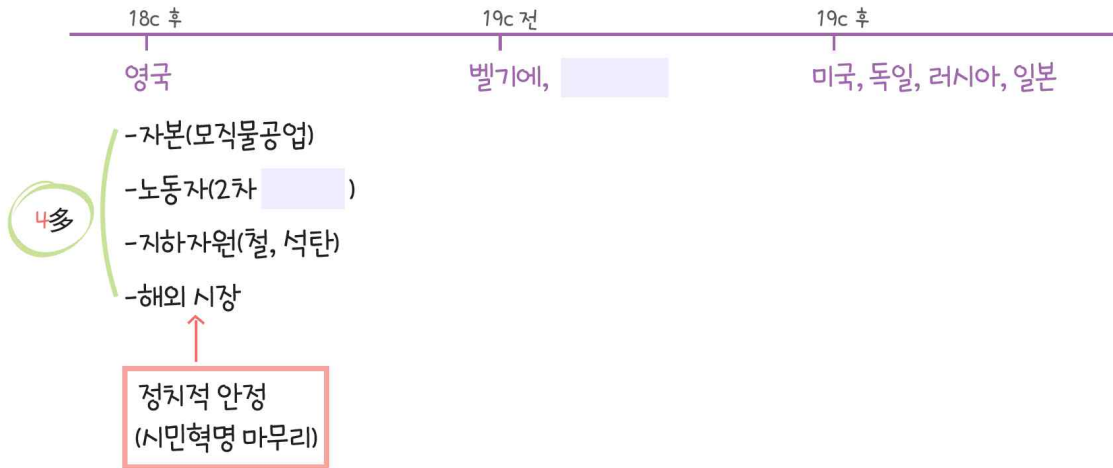 18c 후
19c 전
19c 후
영국
벨기에,
미국, 독일, 러시아, 일본
4多
-자본(모직물공업)
-노동자(2차 )
-지하자원(철, 석탄)
-해외 시장
정치적 안정
(시민혁명 마무리)